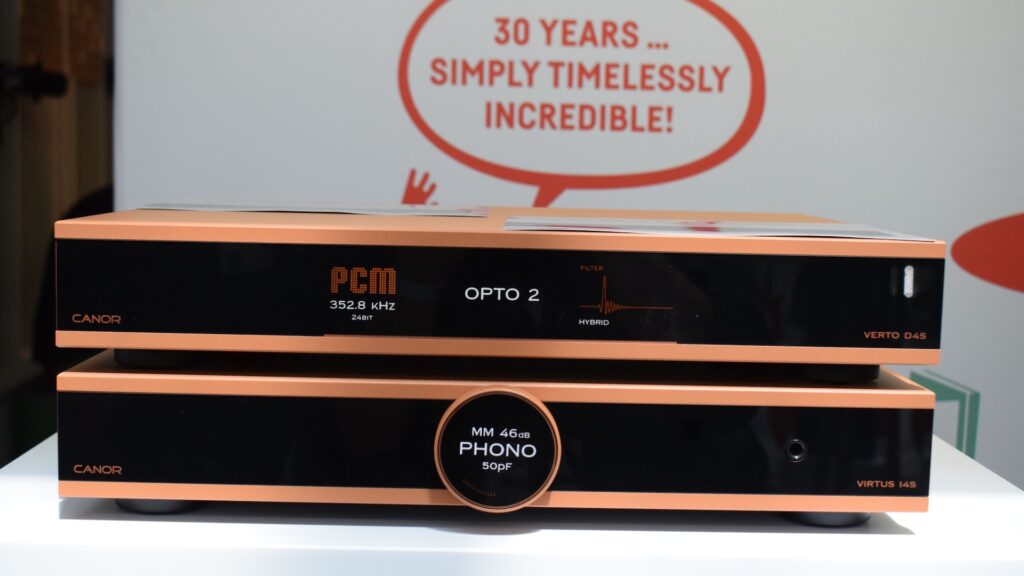 30 YEARS ...
SIMPLY TIMELESSLY
INCREDIBLE!
PCM
352.8 KHZ
24BIT
OPTO 2
FILTER
HYBRID
CANOR
VERTO D4S
MM 46dB
PHONO
50pF
CANOR
VIRTUS I4S